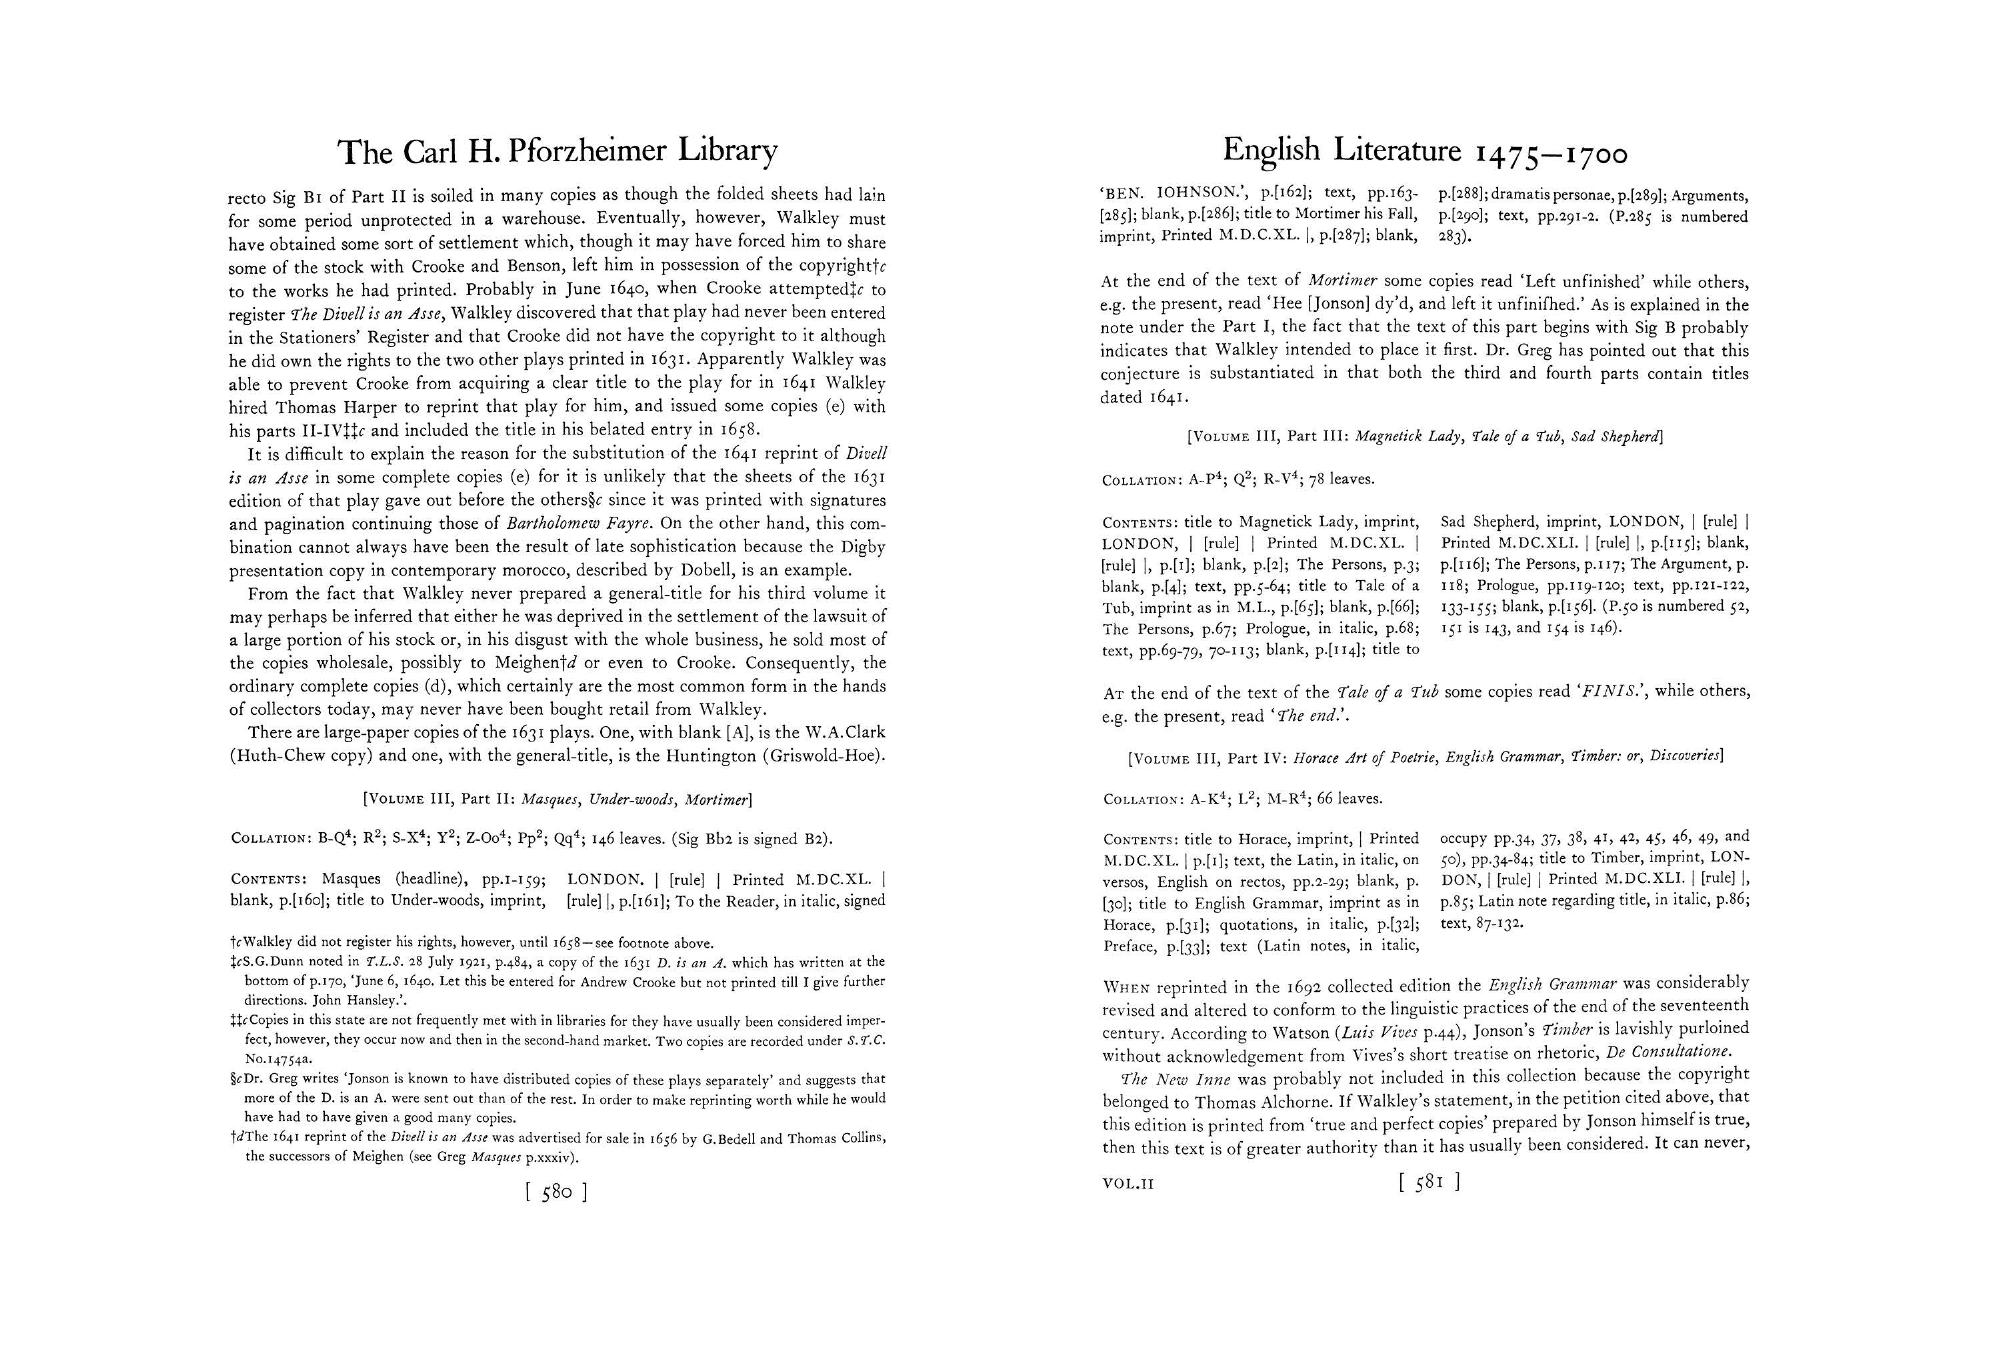 The Carl H. Pforzheimer Library
recto Sig B1 of Part II is soiled in many copies as though the folded sheets had lain
for some period unprotected in a warehouse. Eventually, however, Walkley must
have obtained some sort of settlement which, though it may have forced him to share
some of the stock with Crooke and Benson, left him in possession of the copyright†c
to the works he had printed. Probably in June 1640, when Crooke attempted‡c to
register The Divell is an Asse, Walkley discovered that that play had never been entered
in the Stationers' Register and that Crooke did not have the copyright to it although
he did own the rights to the two other plays printed in 1631. Apparently Walkley was
able to prevent Crooke from acquiring a clear title to the play for in 1641 Walkley
hired Thomas Harper to reprint that play for him, and issued some copies (e) with
his parts II-IV‡‡c and included the title in his belated entry in 1658.
It is difficult to explain the reason for the substitution of the 1641 reprint of Divell
is an Asse in some complete copies (e) for it is unlikely that the sheets of the 1631
edition of that play gave out before the others§c since it was printed with signatures
and pagination continuing those of Bartholomew Fayre. On the other hand, this com-
bination cannot always have been the result of late sophistication because the Digby
presentation copy in contemporary morocco, described by Dobell, is an example.
From the fact that Walkley never prepared a general-title for his third volume it
may perhaps be inferred that either he was deprived in the settlement of the lawsuit of
a large portion of his stock or, in his disgust with the whole business, he sold most of
the copies wholesale, possibly to Meighen†d or even to Crooke. Consequently, the
ordinary complete copies (d), which certainly are the most common form in the hands
of collectors today, may never have been bought retail from Walkley.
There are large-paper copies of the 1631 plays. One, with blank [A], is the W.A.Clark
(Huth-Chew copy) and one, with the general-title, is the Huntington (Griswold-Hoe).
[VOLUME III, Part II: Masques, Under-woods, Mortimer]
COLLATION: B-Q⁴; R²; S-X⁴; Y²; Z-Oo⁴; Pp²; Qq⁴; 146 leaves. (Sig Bb2 is signed B2).
CONTENTS: Masques (headline), pp.1-159;
blank, p.[160]; title to Under-woods, imprint,
LONDON. | [rule] | Printed M.DC.XL. |
[rule] |, p.[161]; To the Reader, in italic, signed
†cWalkley did not register his rights, however, until 1658—see footnote above.
‡cS.G.Dunn noted in T.L.S. 28 July 1921, p.484, a copy of the 1631 D. is an A. which has written at the
bottom of p.170, 'June 6, 1640. Let this be entered for Andrew Crooke but not printed till I give further
directions. John Hansley.'.
‡‡cCopies in this state are not frequently met with in libraries for they have usually been considered imper-
fect, however, they occur now and then in the second-hand market. Two copies are recorded under S.T.C.
No.14754a.
§cDr. Greg writes 'Jonson is known to have distributed copies of these plays separately' and suggests that
more of the D. is an A. were sent out than of the rest. In order to make reprinting worth while he would
have had to have given a good many copies.
†dThe 1641 reprint of the Divell is an Asse was advertised for sale in 1656 by G.Bedell and Thomas Collins,
the successors of Meighen (see Greg Masques p.xxxiv).
[ 580 ]
English Literature 1475—1700
'BEN. IOHNSON.', p.[162]; text, pp.163-
[285]; blank, p.[286]; title to Mortimer his Fall,
imprint, Printed M.D.C.XL. |, p.[287]; blank,
p.[288]; dramatis personae, p.[289]; Arguments,
p.[290]; text, pp.291-2. (P.285 is numbered
283).
At the end of the text of Mortimer some copies read 'Left unfinished' while others,
e.g. the present, read 'Hee [Jonson] dy'd, and left it unfiniſhed.' As is explained in the
note under the Part I, the fact that the text of this part begins with Sig B probably
indicates that Walkley intended to place it first. Dr. Greg has pointed out that this
conjecture is substantiated in that both the third and fourth parts contain titles
dated 1641.
[VOLUME III, Part III: Magnetick Lady, Tale of a Tub, Sad Shepherd]
COLLATION: A-P⁴; Q²; R-V⁴; 78 leaves.
CONTENTS: title to Magnetick Lady, imprint,
LONDON, | [rule] | Printed M.DC.XL. |
[rule] |, p.[1]; blank, p.[2]; The Persons, p.3;
blank, p.[4]; text, pp.5-64; title to Tale of a
Tub, imprint as in M.L., p.[65]; blank, p.[66];
The Persons, p.67; Prologue, in italic, p.68;
text, pp.69-79, 70-113; blank, p.[114]; title to
Sad Shepherd, imprint, LONDON, | [rule] |
Printed M.DC.XLI. | [rule] |, p.[115]; blank,
p.[116]; The Persons, p.117; The Argument, p.
118; Prologue, pp.119-120; text, pp.121-122,
133-155; blank, p.[156]. (P.50 is numbered 52,
151 is 143, and 154 is 146).
AT the end of the text of the Tale of a Tub some copies read 'FINIS.', while others,
e.g. the present, read 'The end.'.
[VOLUME III, Part IV: Horace Art of Poetrie, English Grammar, Timber: or, Discoveries]
COLLATION: A-K⁴; L²; M-R⁴; 66 leaves.
CONTENTS: title to Horace, imprint, | Printed
M.DC.XL. | p.[1]; text, the Latin, in italic, on
versos, English on rectos, pp.2-29; blank, p.
[30]; title to English Grammar, imprint as in
Horace, p.[31]; quotations, in italic, p.[32];
Preface, p.[33]; text (Latin notes, in italic,
occupy pp.34, 37, 38, 41, 42, 45, 46, 49, and
50), pp.34-84; title to Timber, imprint, LON-
DON, | [rule] | Printed M.DC.XLI. | [rule] |,
p.85; Latin note regarding title, in italic, p.86;
text, 87-132.
WHEN reprinted in the 1692 collected edition the English Grammar was considerably
revised and altered to conform to the linguistic practices of the end of the seventeenth
century. According to Watson (Luis Vives p.44), Jonson's Timber is lavishly purloined
without acknowledgement from Vives's short treatise on rhetoric, De Consultatione.
The New Inne was probably not included in this collection because the copyright
belonged to Thomas Alchorne. If Walkley's statement, in the petition cited above, that
this edition is printed from 'true and perfect copies' prepared by Jonson himself is true,
then this text is of greater authority than it has usually been considered. It can never,
VOL.II
[ 581 ]